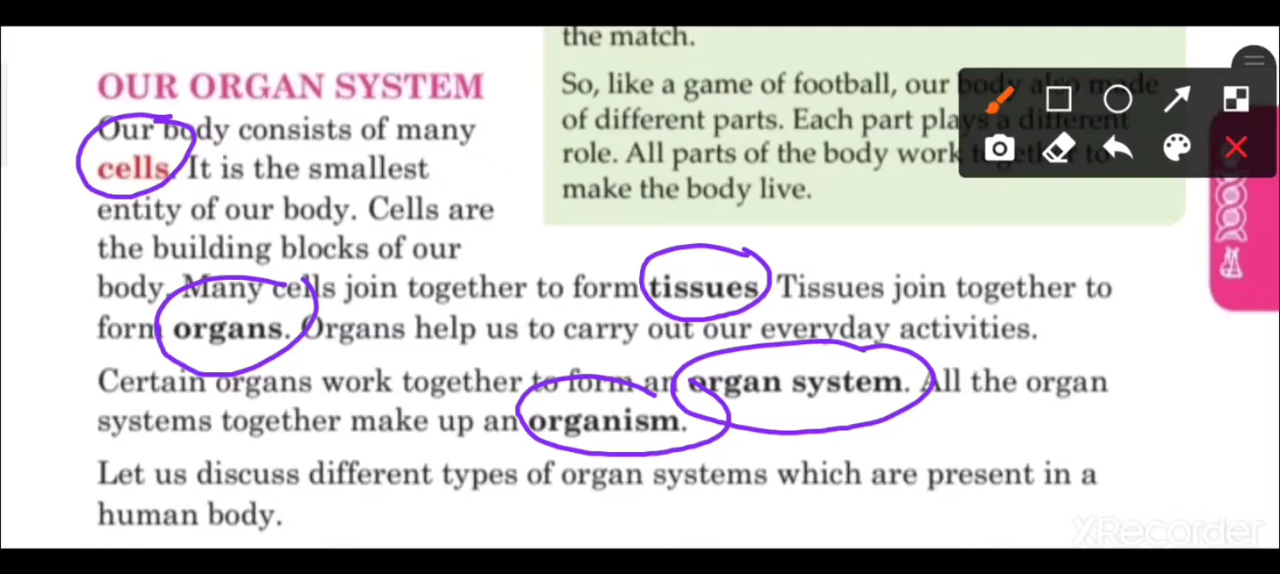 the match.
OUR ORGAN SYSTEM
Our body consists of many
cells. It is the smallest
entity of our body. Cells are
the building blocks of our
So, like a game of football, our body also made
of different parts. Each part plays a different
role. All parts of the body work together to
make the body live.
body. Many cells join together to form tissues. Tissues join together to
form organs. Organs help us to carry out our everyday activities.
Certain organs work together to form an organ system. All the organ
systems together make up an organism.
Let us discuss different types of organ systems which are present in a
human body.
XRecorder